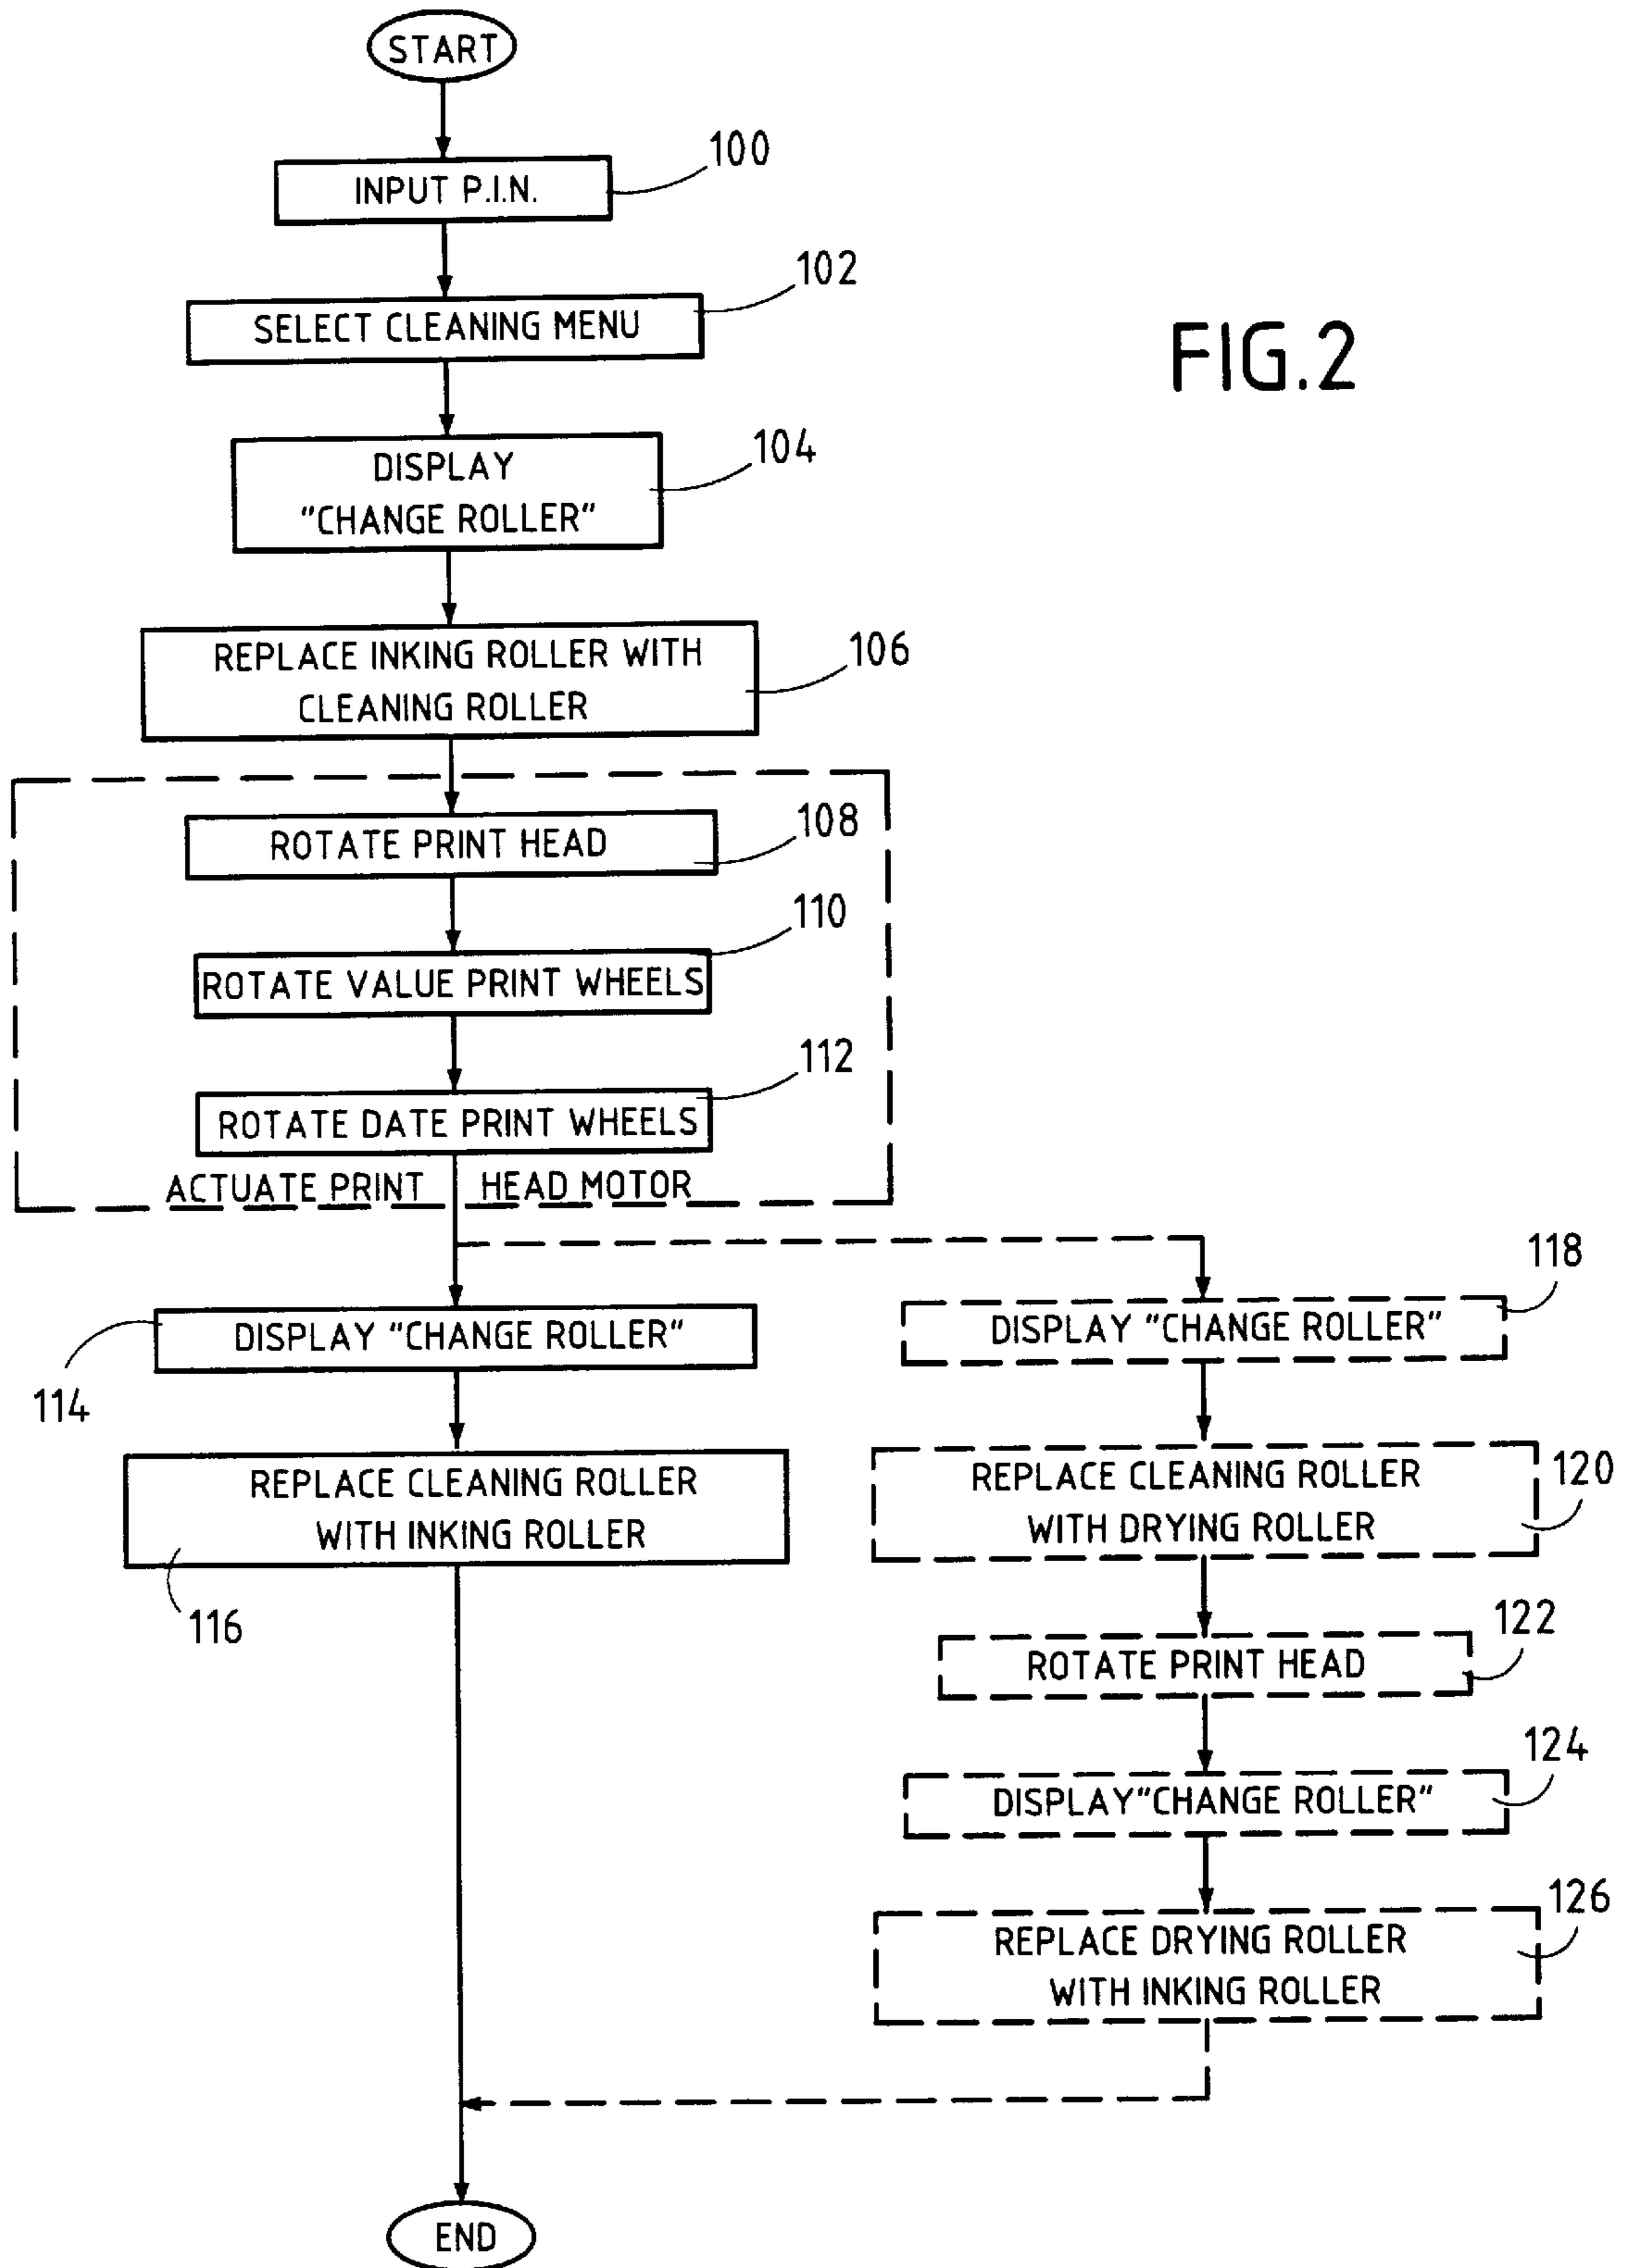 START
100
INPUT P.I.N.
102
SELECT CLEANING MENU
FIG.2
104
DISPLAY
"CHANGE ROLLER"
106
REPLACE INKING ROLLER WITH
CLEANING ROLLER
108
ROTATE PRINT HEAD
110
ROTATE VALUE PRINT WHEELS
112
ROTATE DATE PRINT WHEELS
ACTUATE PRINT HEAD MOTOR
114
DISPLAY "CHANGE ROLLER"
116
REPLACE CLEANING ROLLER
WITH INKING ROLLER
118
DISPLAY "CHANGE ROLLER"
120
REPLACE CLEANING ROLLER
WITH DRYING ROLLER
122
ROTATE PRINT HEAD
124
DISPLAY"CHANGE ROLLER"
126
REPLACE DRYING ROLLER
WITH INKING ROLLER
END